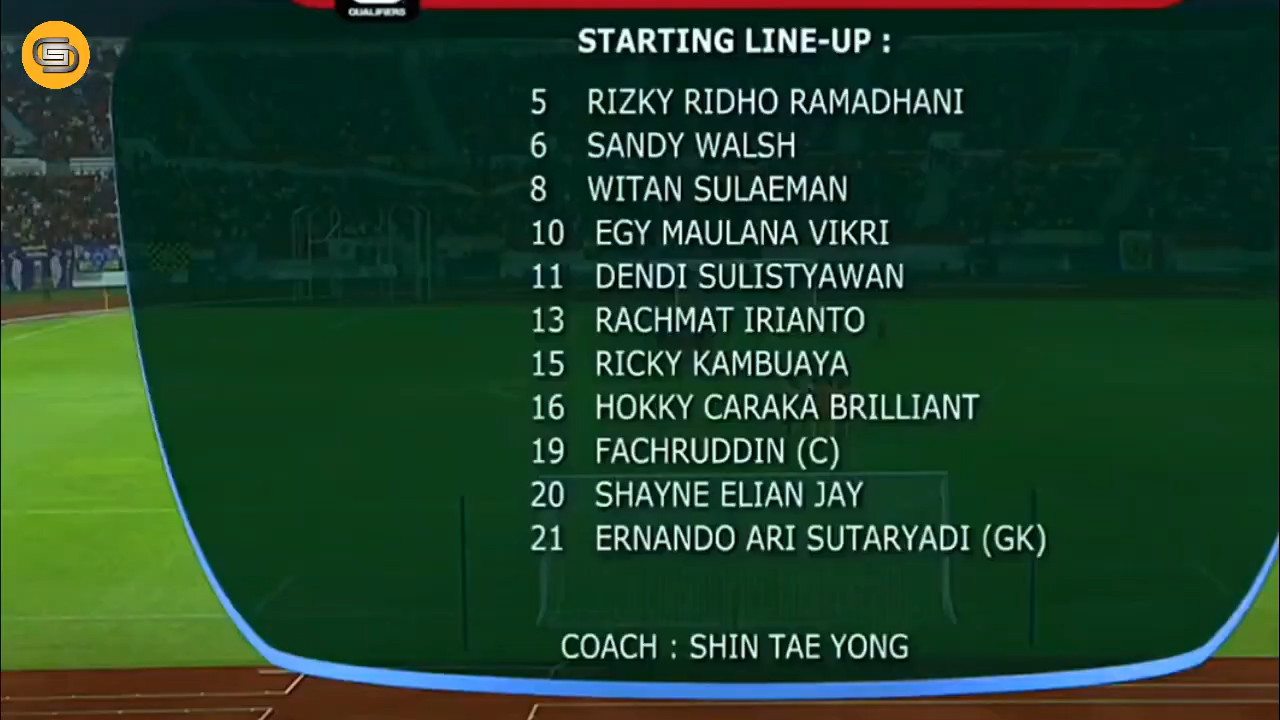 QUALIFIERS
STARTING LINE-UP :
5 RIZKY RIDHO RAMADHANI
6 SANDY WALSH
8 WITAN SULAEMAN
10 EGY MAULANA VIKRI
11 DENDI SULISTYAWAN
13 RACHMAT IRIANTO
15 RICKY KAMBUAYA
16 HOKKY CARAKA BRILLIANT
19 FACHRUDDIN (C)
20 SHAYNE ELIAN JAY
21 ERNANDO ARI SUTARYADI (GK)
COACH : SHIN TAE YONG